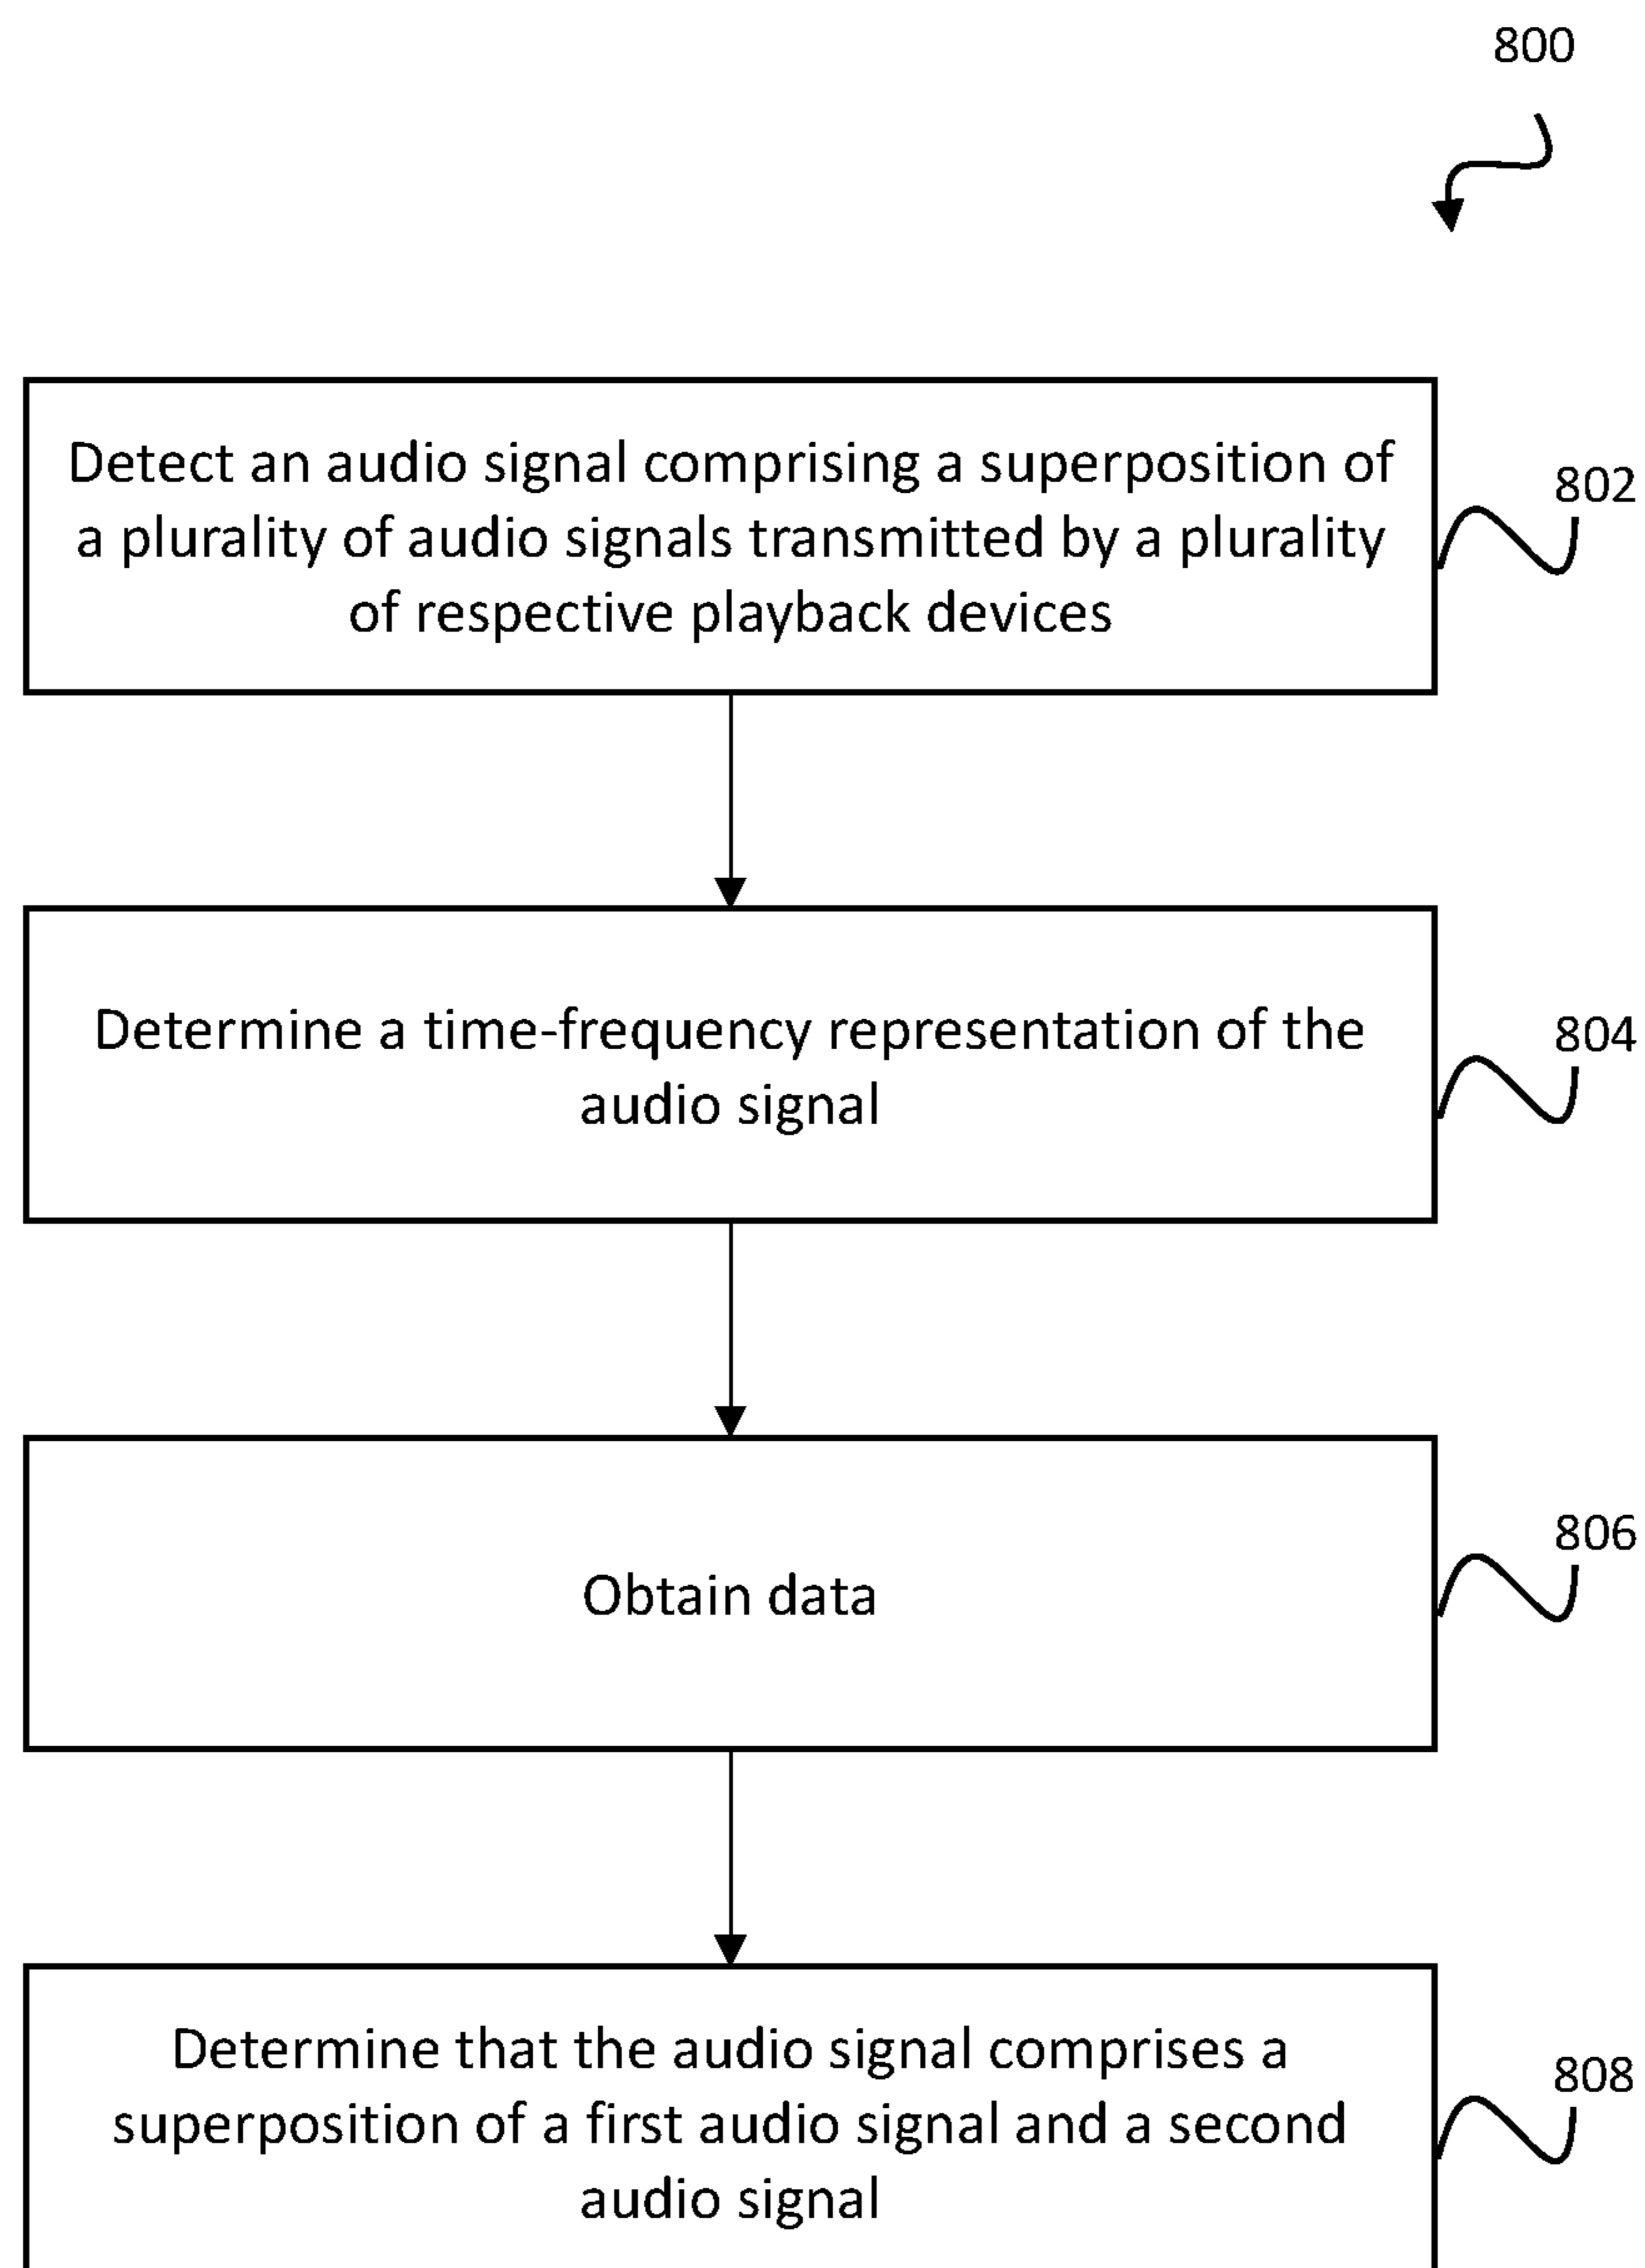 800
Detect an audio signal comprising a superposition of
a plurality of audio signals transmitted by a plurality
of respective playback devices
802
Determine a time-frequency representation of the
audio signal
804
Obtain data
806
Determine that the audio signal comprises a
superposition of a first audio signal and a second
audio signal
808